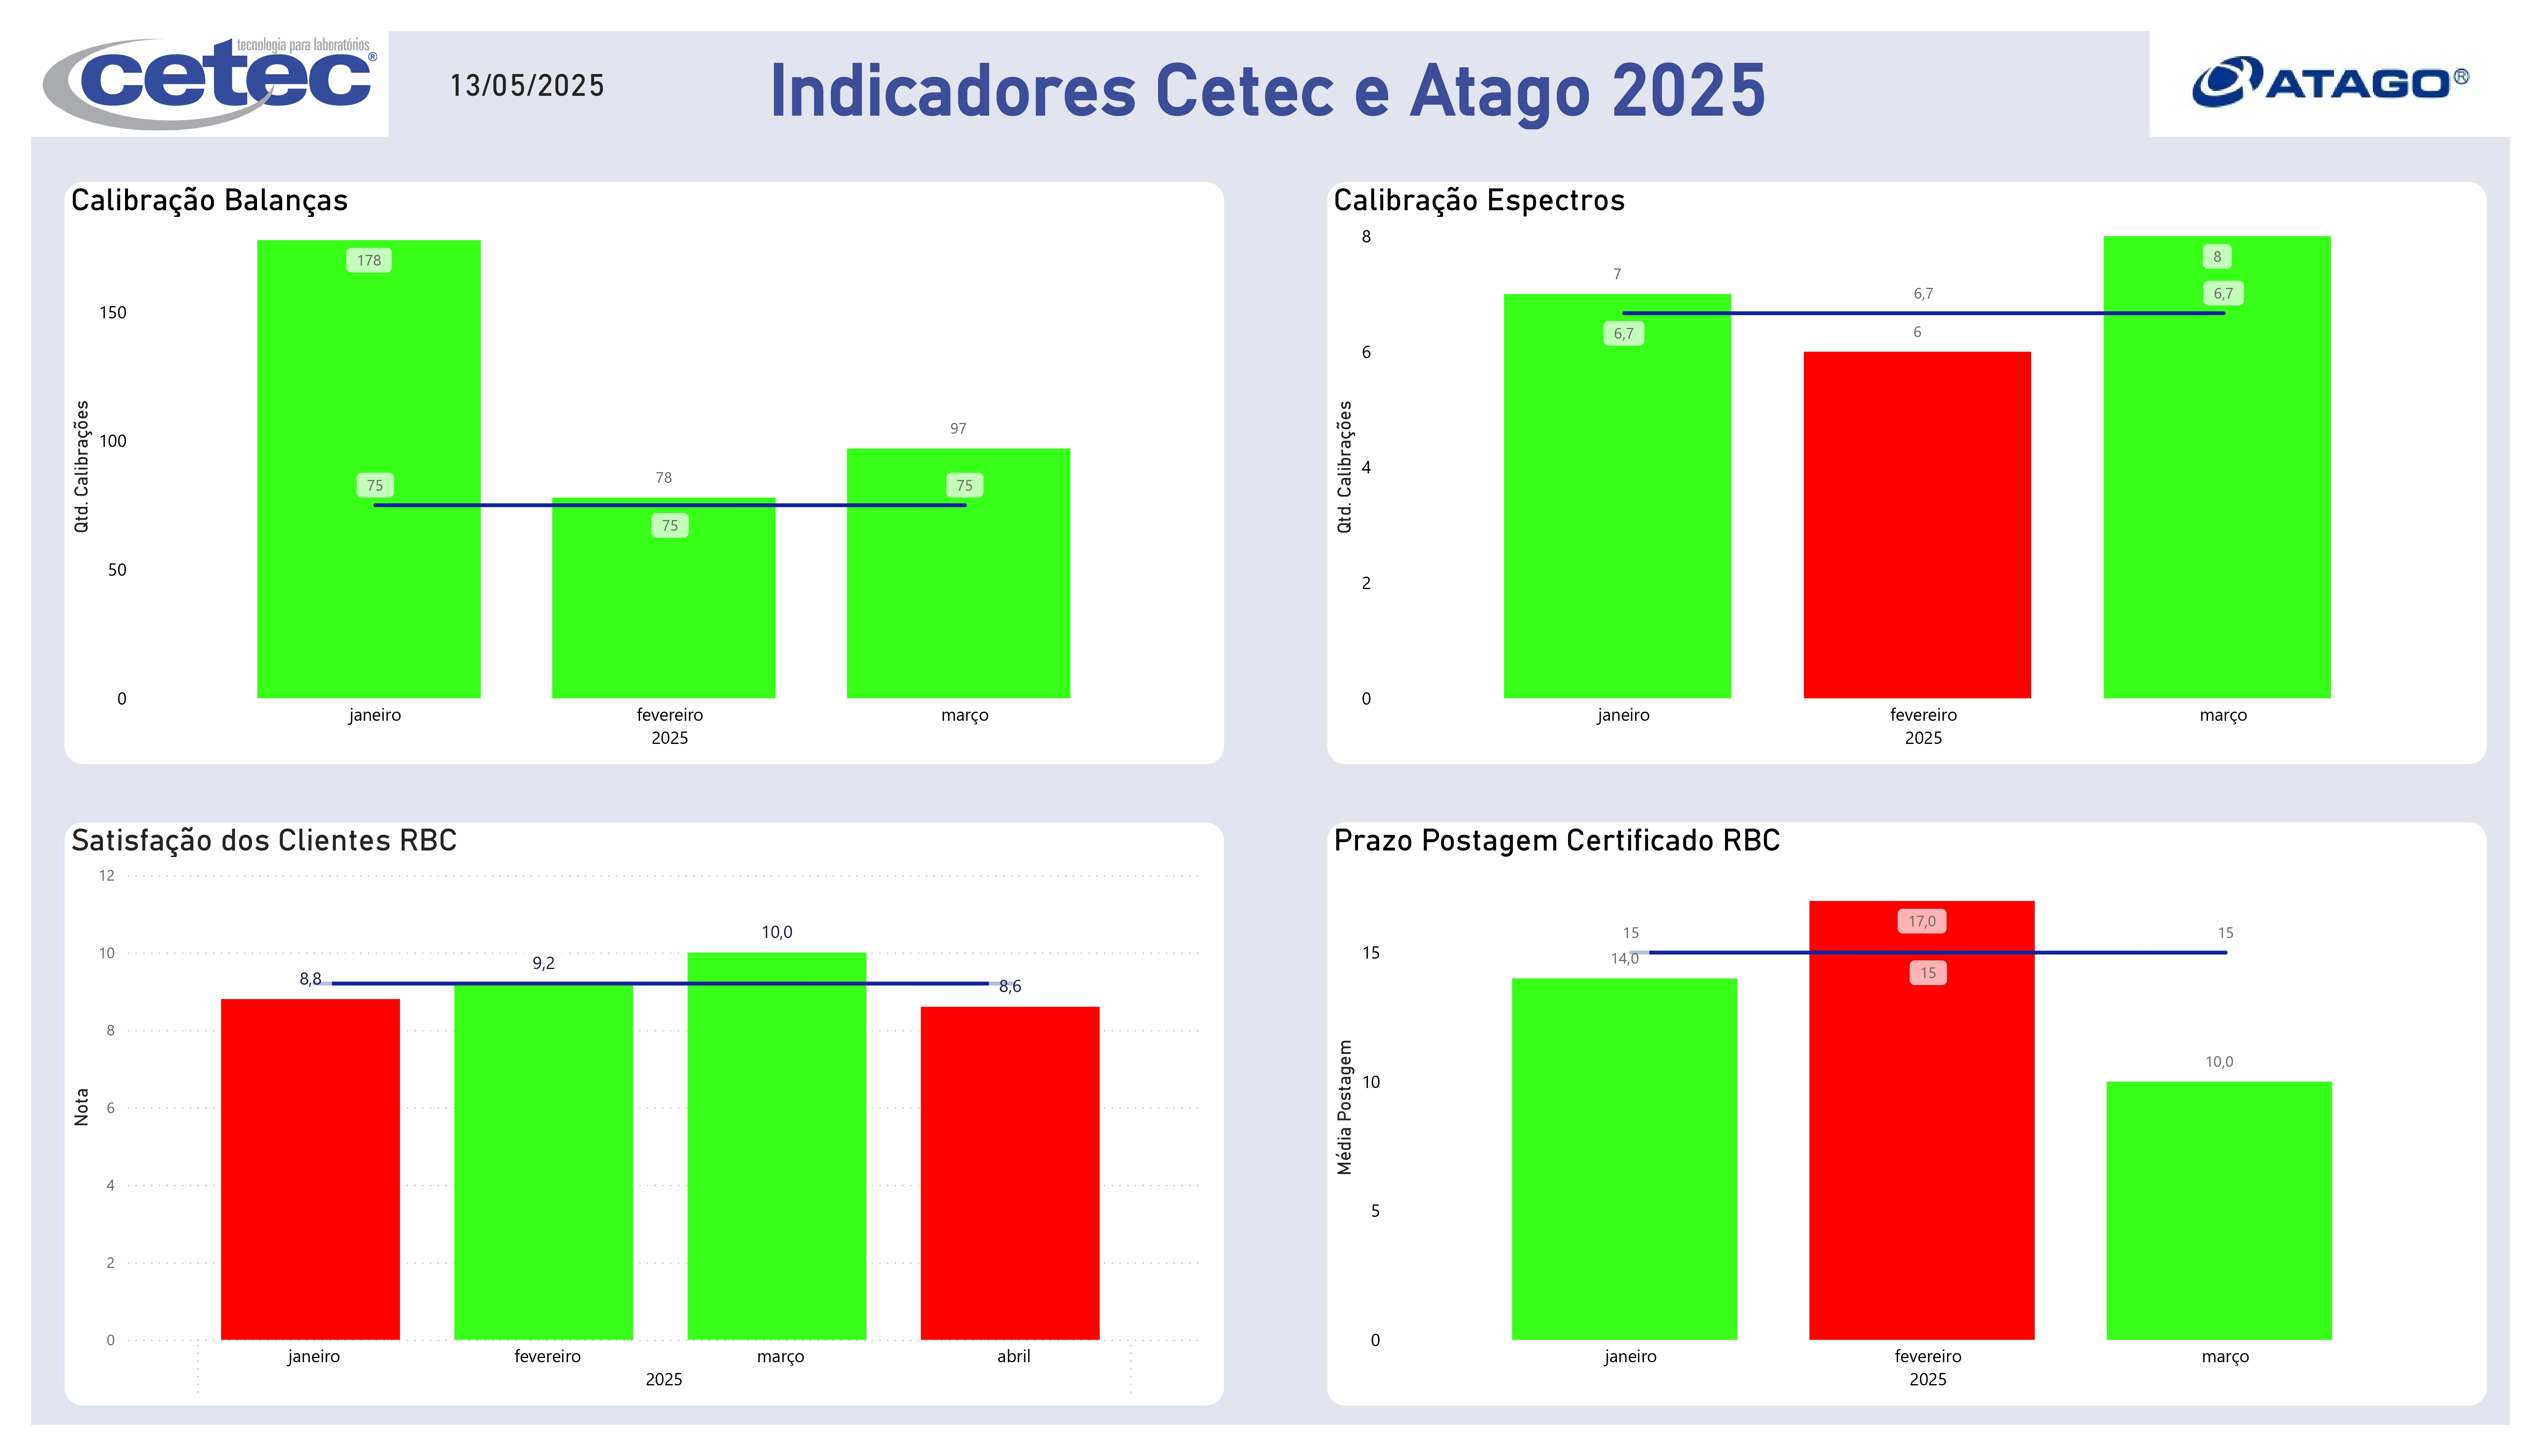 tecnologia para laboratórios
cetec®
13/05/2025
Indicadores Cetec e Atago 2025
ATAGO®
Calibração Balanças
Qtd. Calibrações
150
100
50
0
178
75
78
75
97
75
janeiro
fevereiro
março
2025
Calibração Espectros
Qtd. Calibrações
8
6
4
2
0
7
6,7
6,7
6
8
6,7
janeiro
fevereiro
março
2025
Satisfação dos Clientes RBC
Nota
12
10
8
6
4
2
0
8,8
9,2
10,0
8,6
janeiro
fevereiro
março
abril
2025
Prazo Postagem Certificado RBC
Média Postagem
15
10
5
0
15
14,0
17,0
15
15
10,0
janeiro
fevereiro
março
2025